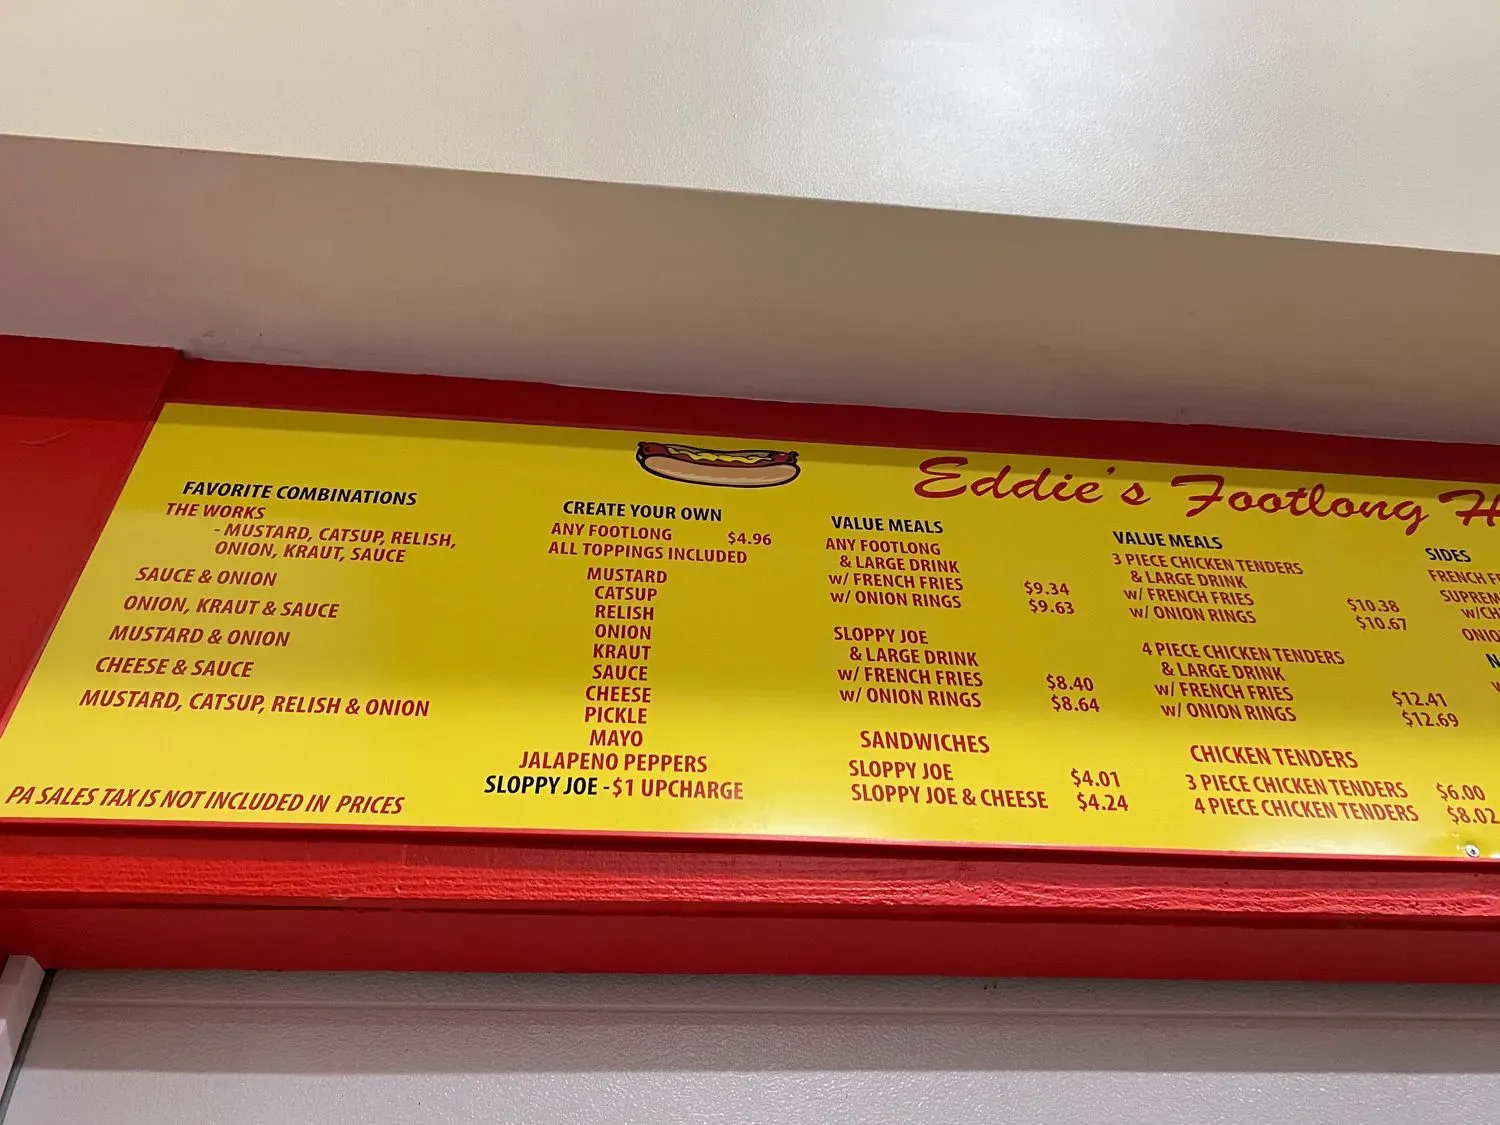 Eddie's Footlong
FAVORITE COMBINATIONS
THE WORKS
- MUSTARD, CATSUP, RELISH,
ONION, KRAUT, SAUCE
SAUCE & ONION
ONION, KRAUT & SAUCE
MUSTARD & ONION
CHEESE & SAUCE
MUSTARD, CATSUP, RELISH & ONION
PA SALES TAX IS NOT INCLUDED IN PRICES
CREATE YOUR OWN
ANY FOOTLONG $4.96
ALL TOPPINGS INCLUDED
MUSTARD
CATSUP
RELISH
ONION
KRAUT
SAUCE
CHEESE
PICKLE
MAYO
JALAPENO PEPPERS
SLOPPY JOE - $1 UPCHARGE
VALUE MEALS
ANY FOOTLONG
& LARGE DRINK
w/ FRENCH FRIES $9.34
w/ ONION RINGS $9.63
SLOPPY JOE
& LARGE DRINK
w/ FRENCH FRIES $8.40
w/ ONION RINGS $8.64
SANDWICHES
SLOPPY JOE $4.01
SLOPPY JOE & CHEESE $4.24
VALUE MEALS
3 PIECE CHICKEN TENDERS
& LARGE DRINK
w/ FRENCH FRIES $10.38
w/ ONION RINGS $10.67
4 PIECE CHICKEN TENDERS
& LARGE DRINK
w/ FRENCH FRIES $12.41
w/ ONION RINGS $12.69
CHICKEN TENDERS
3 PIECE CHICKEN TENDERS $6.00
4 PIECE CHICKEN TENDERS $8.02
SIDES
FRENCH